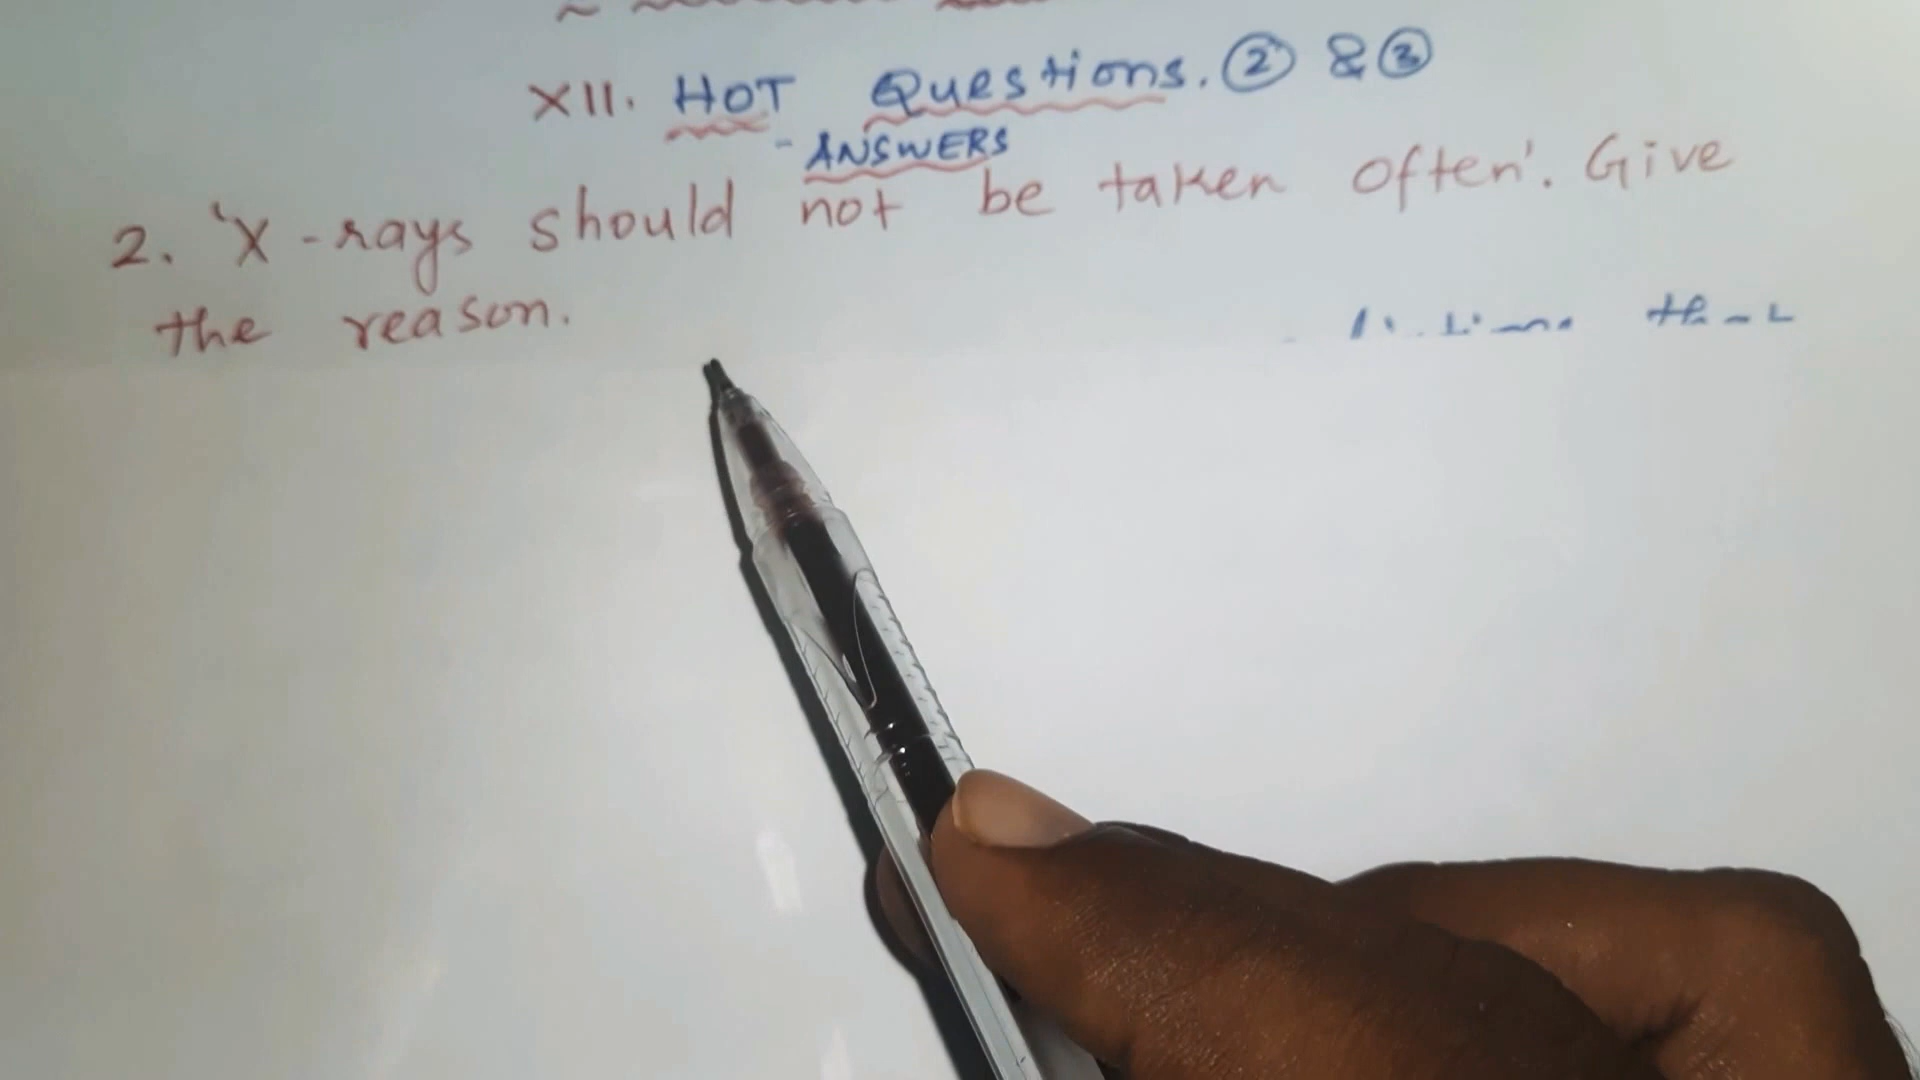 XII. HOT Questions. ② & ③
- ANSWERS
2. 'X-rays should not be taken often'. Give
the reason.